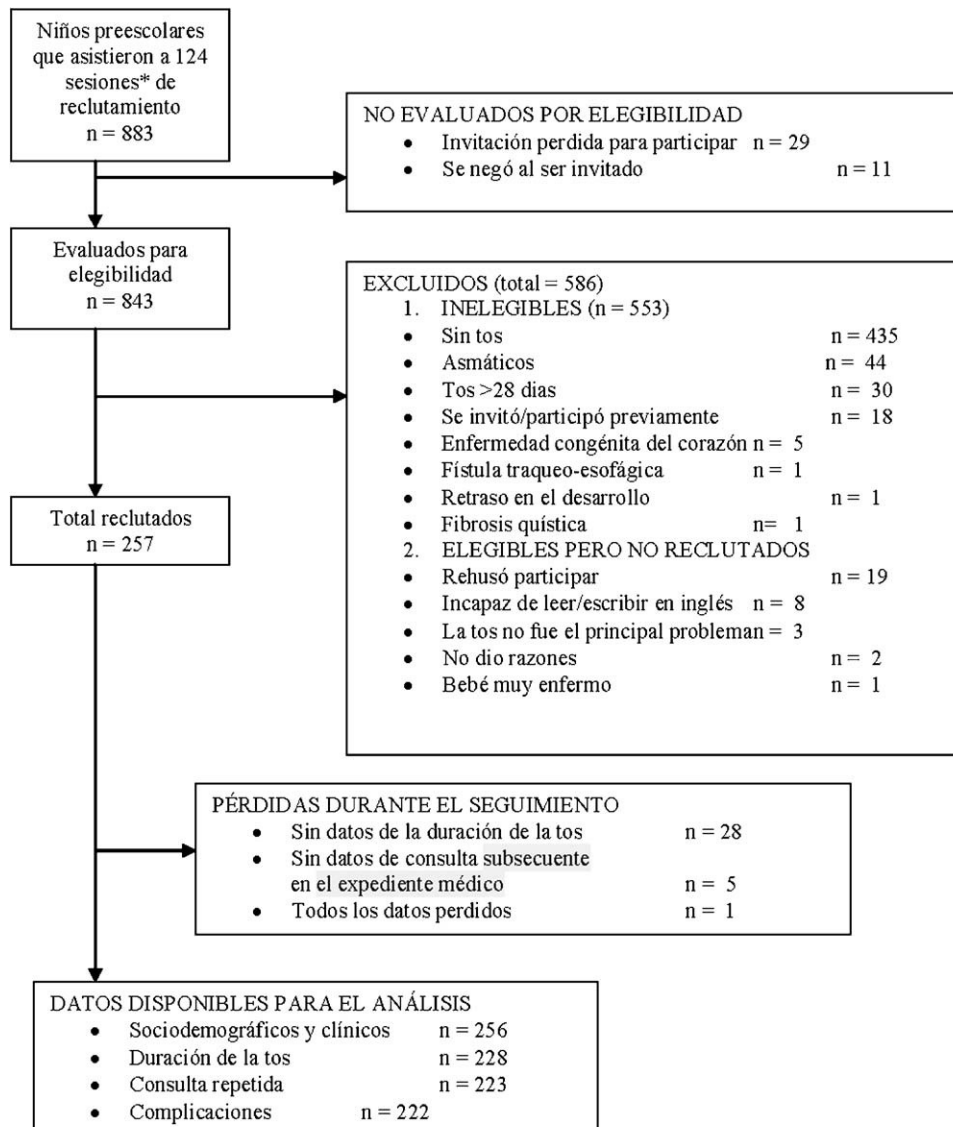 Niños preescolares
que asistieron a 124
sesiones* de
reclutamiento
n = 883
NO EVALUADOS POR ELEGIBILIDAD
• Invitación perdida para participar n = 29
• Se negó al ser invitado n = 11
Evaluados para
elegibilidad
n = 843
EXCLUIDOS (total = 586)
1. INELEGIBLES (n = 553)
• Sin tos n = 435
• Asmáticos n = 44
• Tos >28 dias n = 30
• Se invitó/participó previamente n = 18
• Enfermedad congénita del corazón n = 5
• Fístula traqueo-esofágica n = 1
• Retraso en el desarrollo n = 1
• Fibrosis quística n= 1
2. ELEGIBLES PERO NO RECLUTADOS
• Rehusó participar n = 19
• Incapaz de leer/escribir en inglés n = 8
• La tos no fue el principal probleman = 3
• No dio razones n = 2
• Bebé muy enfermo n = 1
Total reclutados
n = 257
PÉRDIDAS DURANTE EL SEGUIMIENTO
• Sin datos de la duración de la tos n = 28
• Sin datos de consulta subsecuente
en el expediente médico n = 5
• Todos los datos perdidos n = 1
DATOS DISPONIBLES PARA EL ANÁLISIS
• Sociodemográficos y clínicos n = 256
• Duración de la tos n = 228
• Consulta repetida n = 223
• Complicaciones n = 222